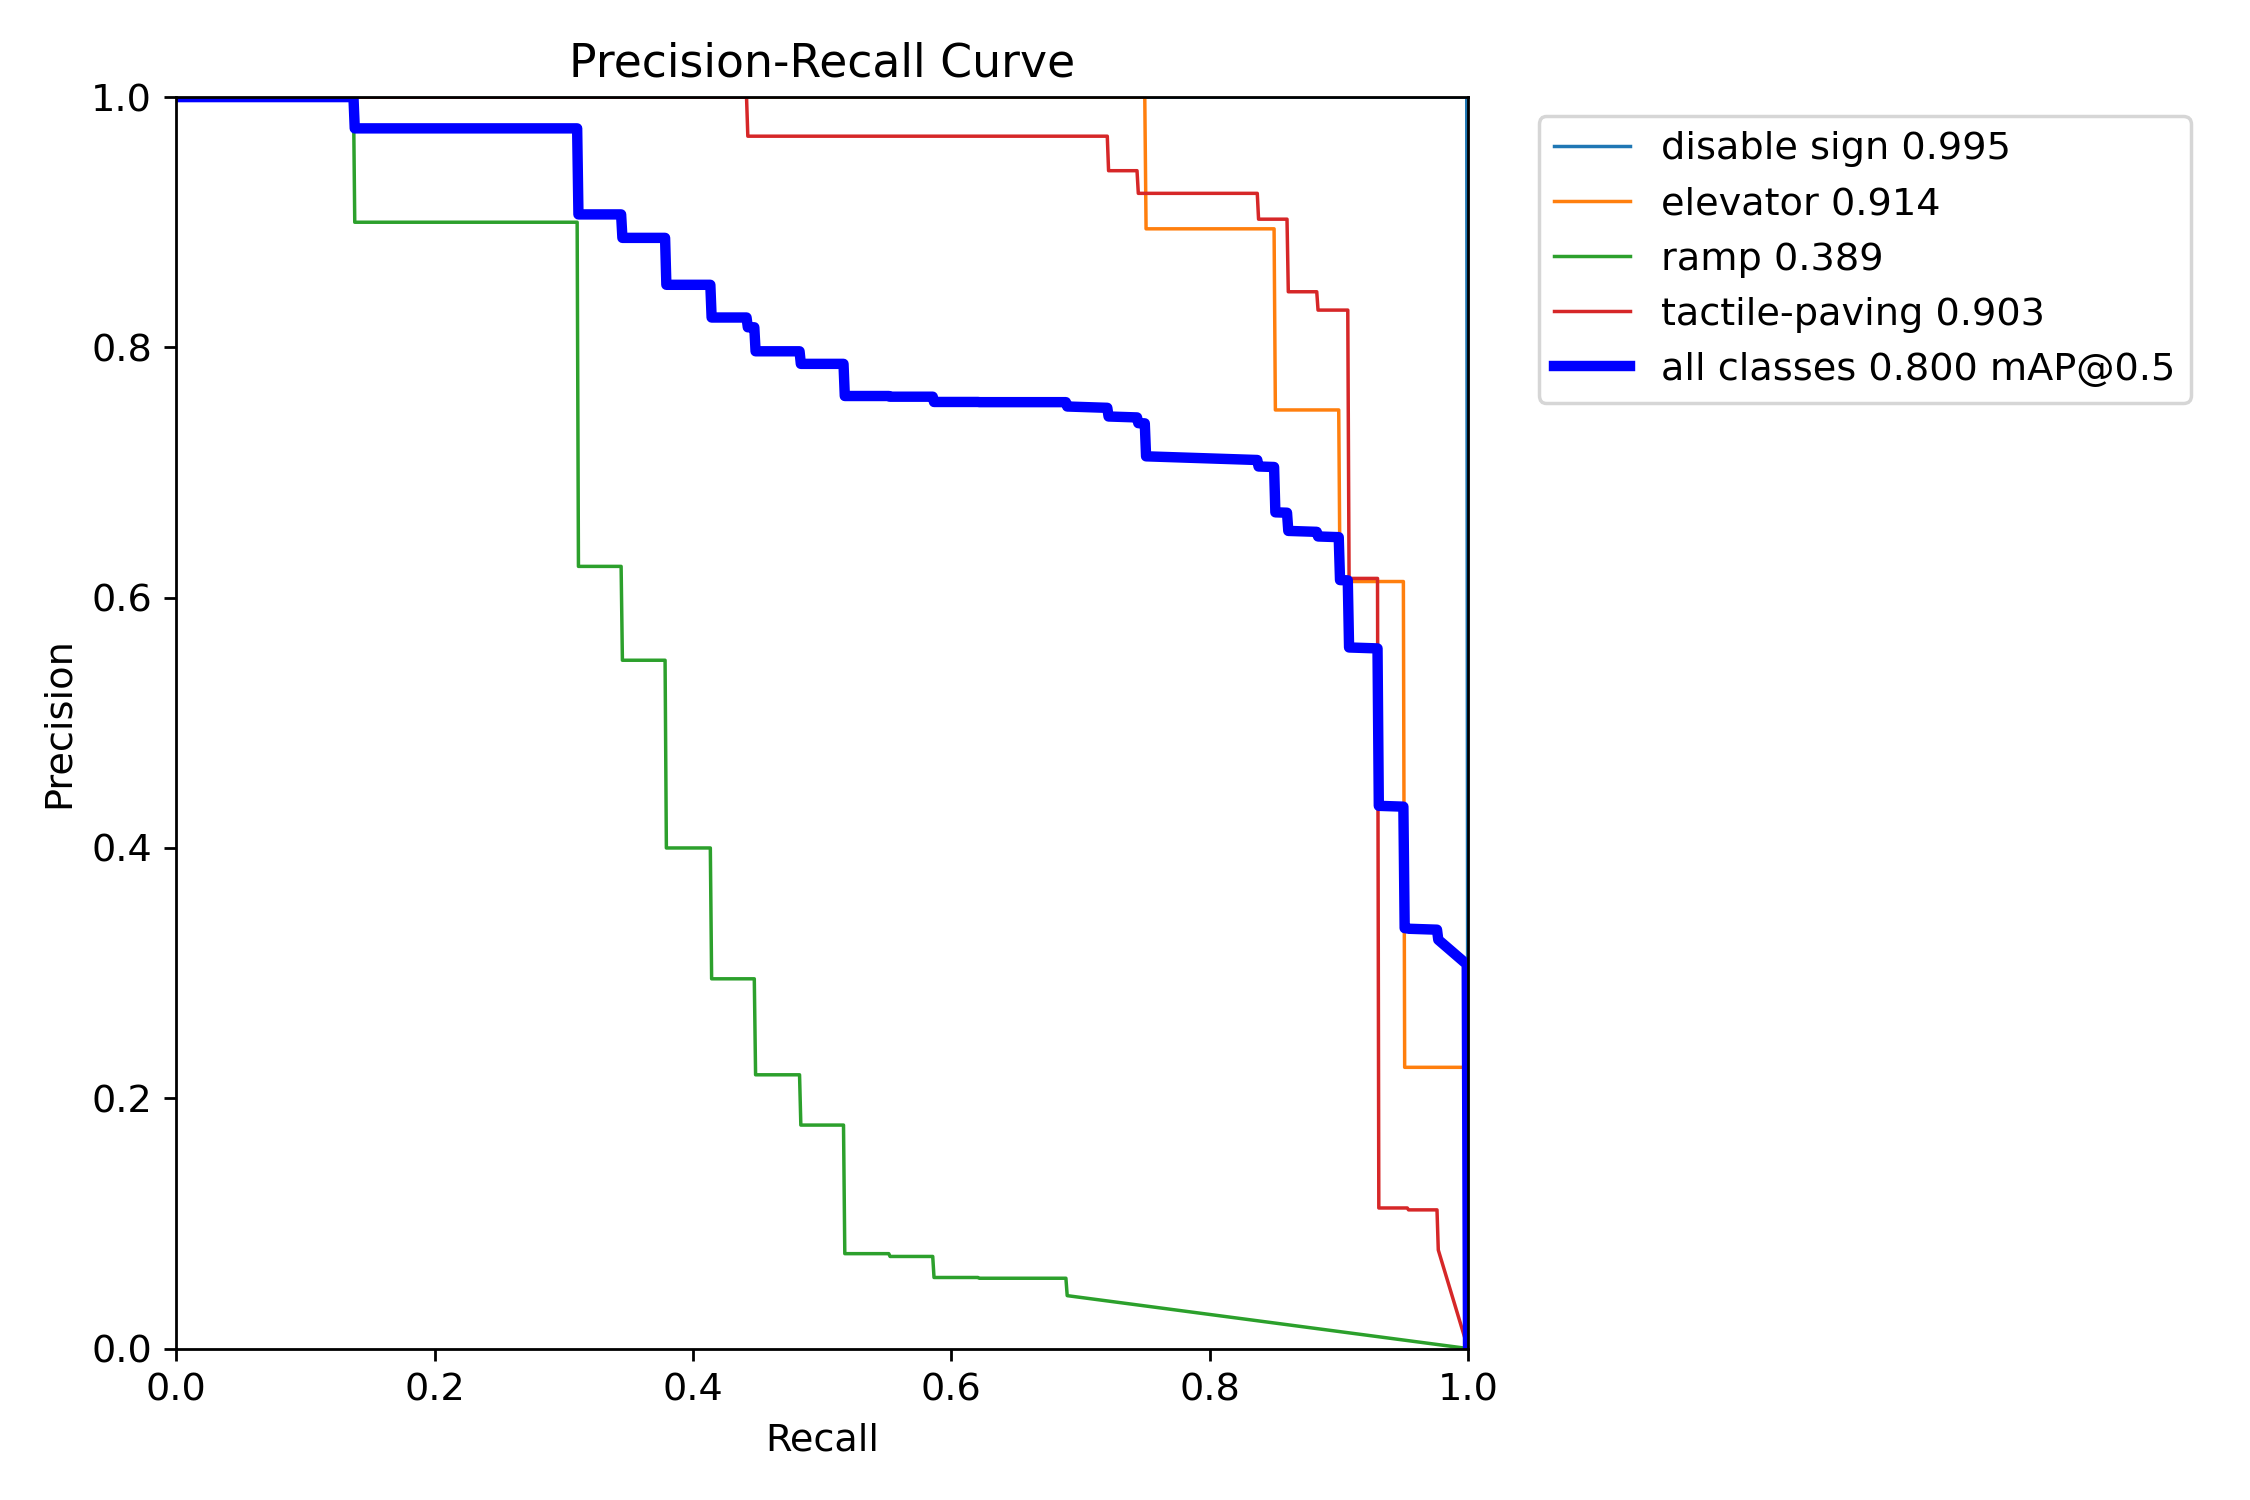 Precision-Recall Curve
1.0
0.8
0.6
0.4
0.2
0.0
Precision
0.0 0.2 0.4 0.6 0.8 1.0
Recall
disable sign 0.995
elevator 0.914
ramp 0.389
tactile-paving 0.903
all classes 0.800 mAP@0.5